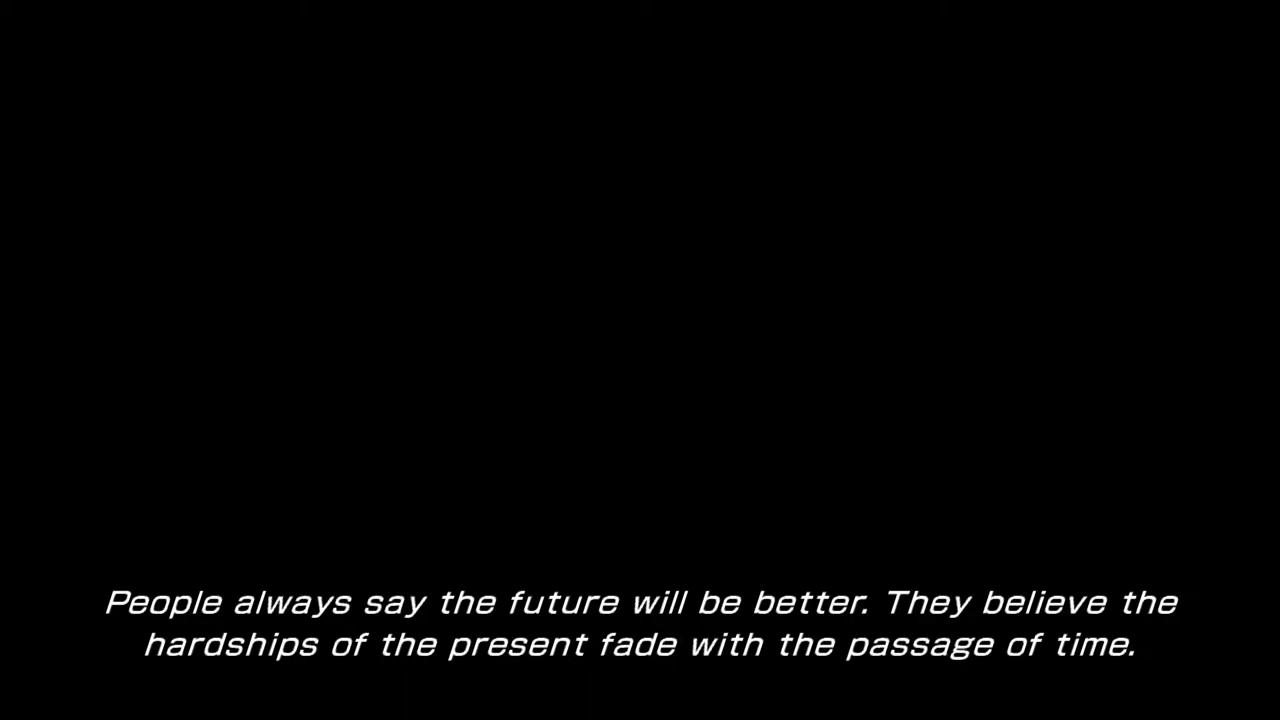 People always say the future will be better. They believe the
hardships of the present fade with the passage of time.